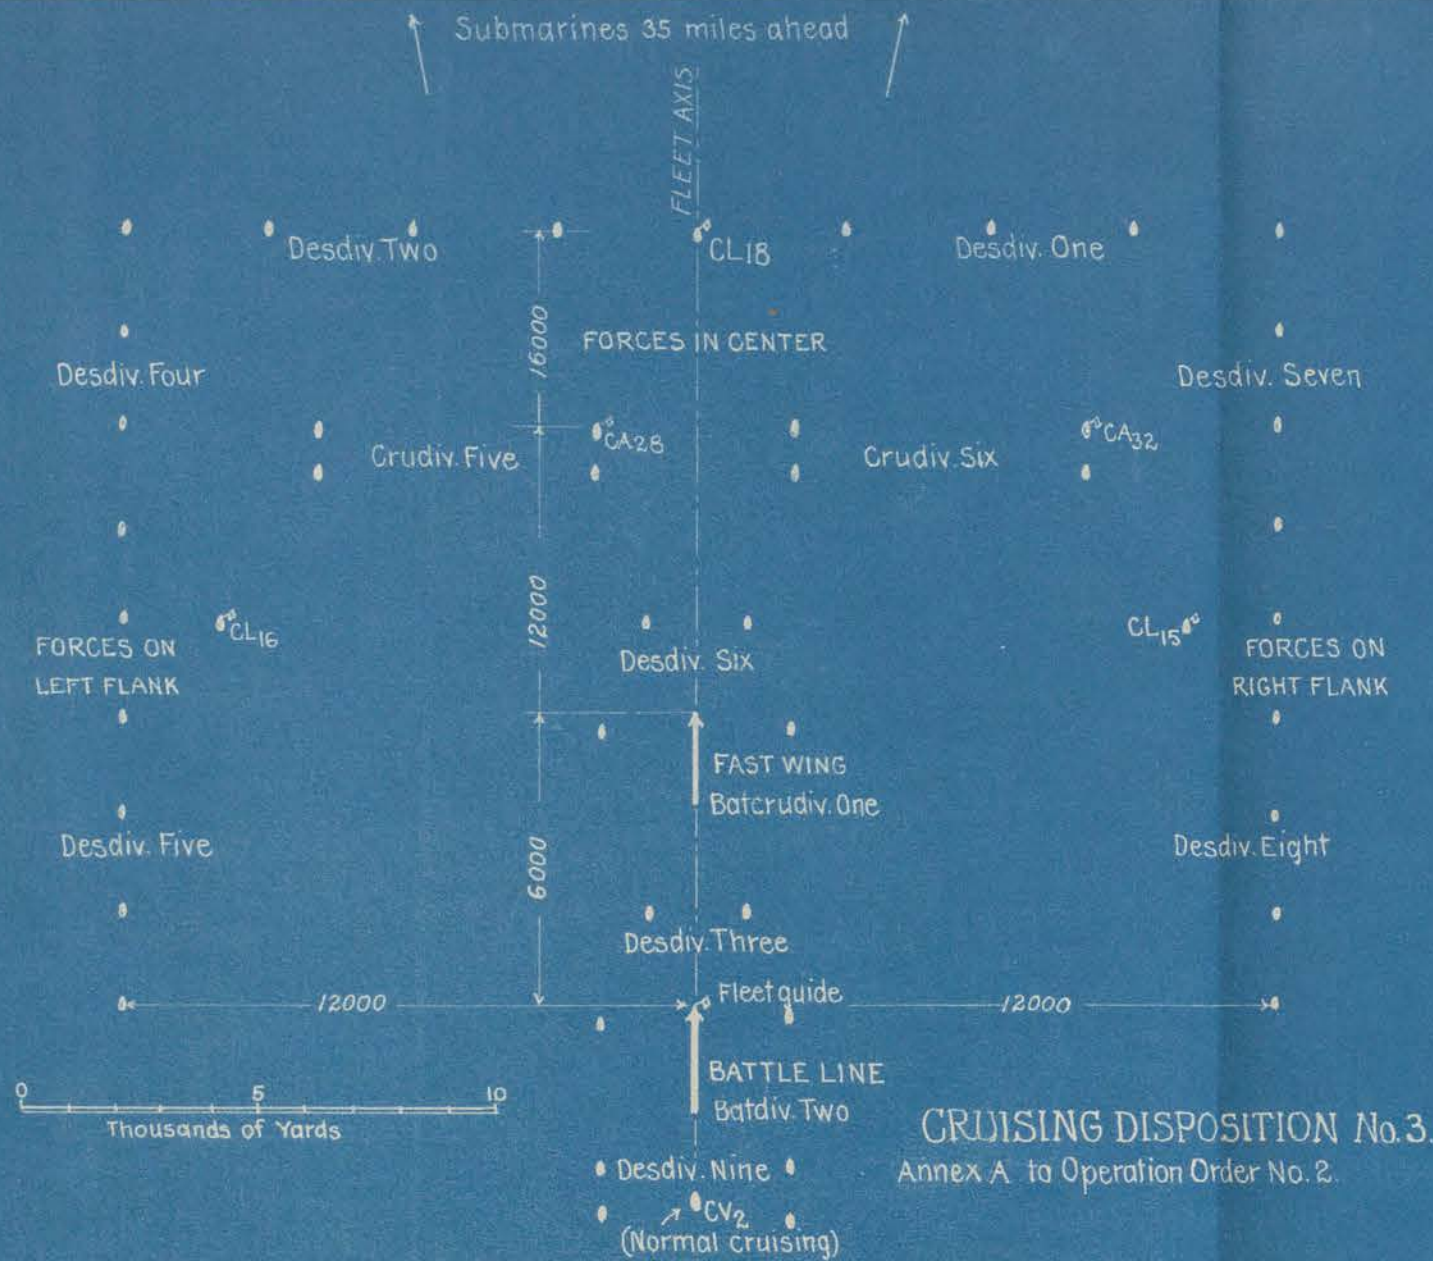 Submarines 35 miles ahead
FLEET AXIS
Desdiv. Two
CL18
Desdiv. One
16000
FORCES IN CENTER
Desdiv. Four
Desdiv. Seven
Crudiv. Five
CA28
Crudiv. Six
CA32
12000
CL16
CL15
FORCES ON
LEFT FLANK
FORCES ON
RIGHT FLANK
Desdiv. Six
FAST WING
Batcrudiv. One
6000
Desdiv. Five
Desdiv. Eight
Desdiv. Three
12000
Fleet guide
12000
BATTLE LINE
Batdiv. Two
0 5 10
Thousands of Yards
CRUISING DISPOSITION No. 3.
Annex A to Operation Order No. 2.
Desdiv. Nine
CV2
(Normal cruising)